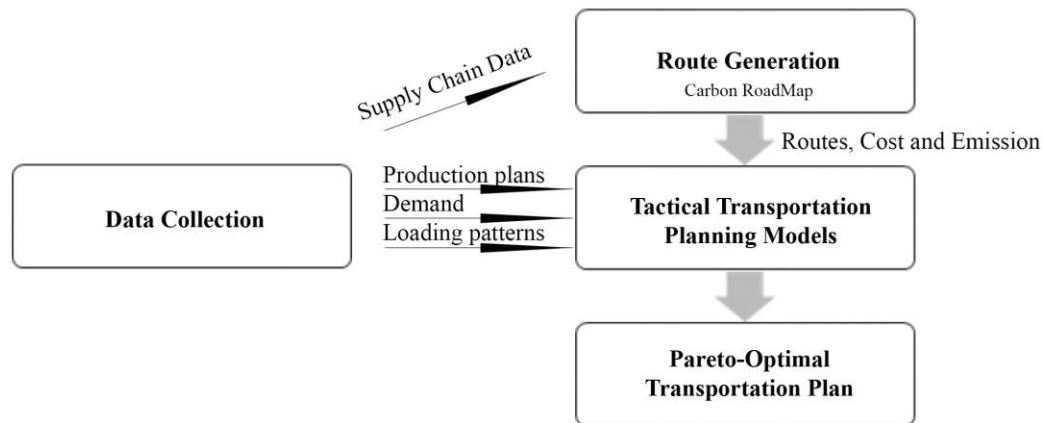 Route Generation
Carbon RoadMap
Supply Chain Data
Routes, Cost and Emission
Data Collection
Production plans
Demand
Loading patterns
Tactical Transportation
Planning Models
Pareto-Optimal
Transportation Plan